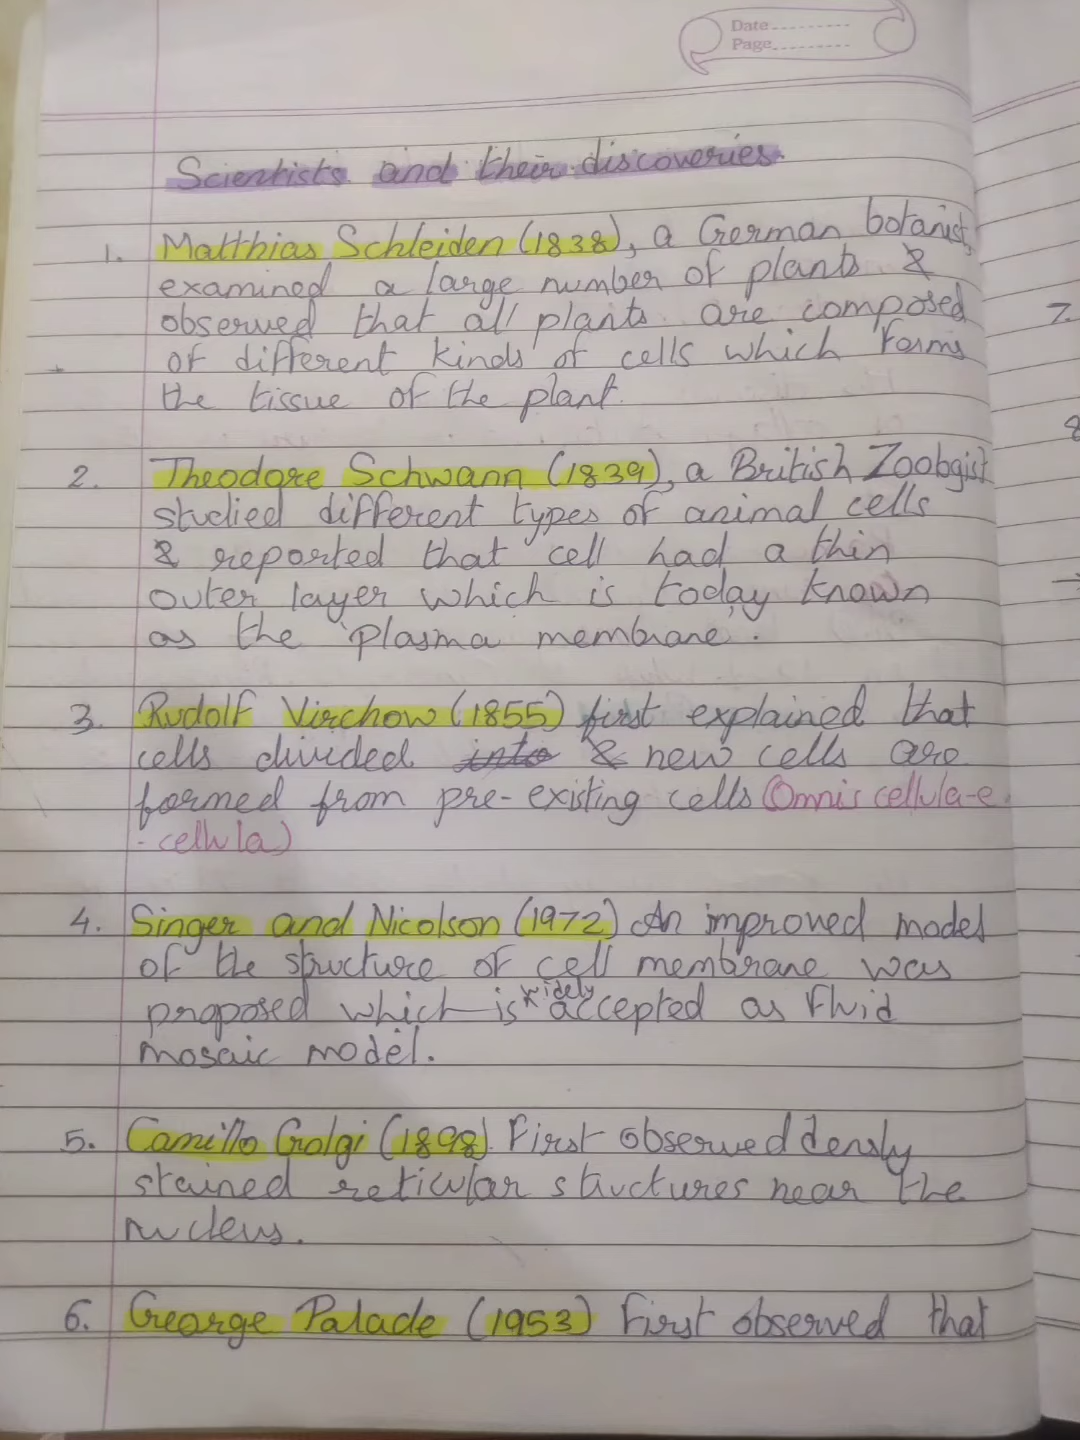 Date
Page
Scientists and their discoveries.
1. Matthias Schleiden (1838), a German botanist,
examined a large number of plants &
observed that all plants are composed
of different kinds of cells which forms
the tissue of the plant.
2. Theodore Schwann (1839), a British Zoologist
studied different types of animal cells
& reported that cell had a thin
outer layer which is today known
as the 'plasma membrane'.
3. Rudolf Virchow (1855) first explained that
cells divided into & new cells are
formed from pre-existing cells (Omnis cellula-e
-cellula)
4. Singer and Nicolson (1972) An improved model
of the structure of cell membrane was
proposed which is widely accepted as fluid
mosaic model.
5. Camillo Golgi (1898) First observed densly
stained reticular structures near the
nucleus.
6. George Palade (1953) First observed that
7.
8